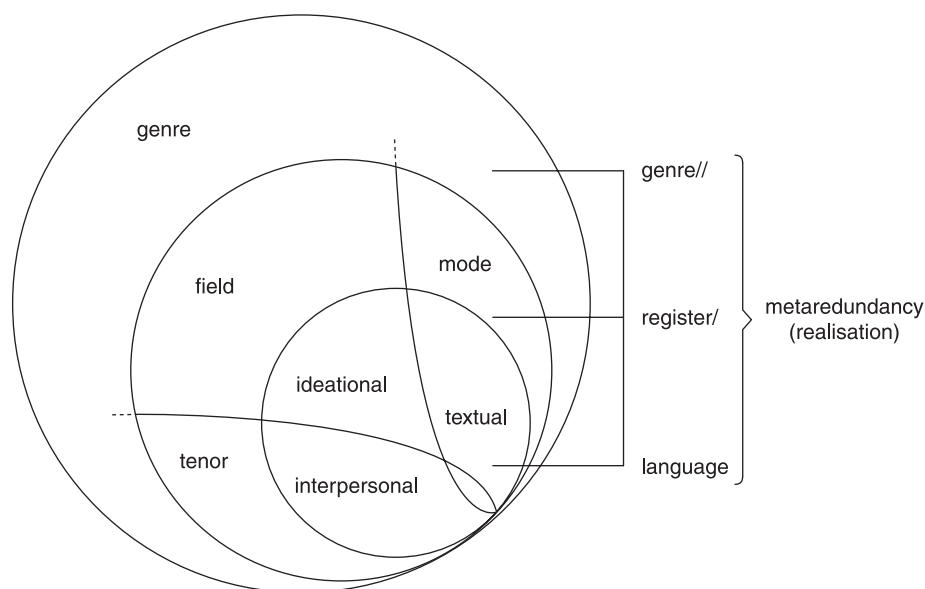 genre
genre//
mode
field
metaredundancy
(realisation)
register/
ideational
textual
tenor
language
interpersonal